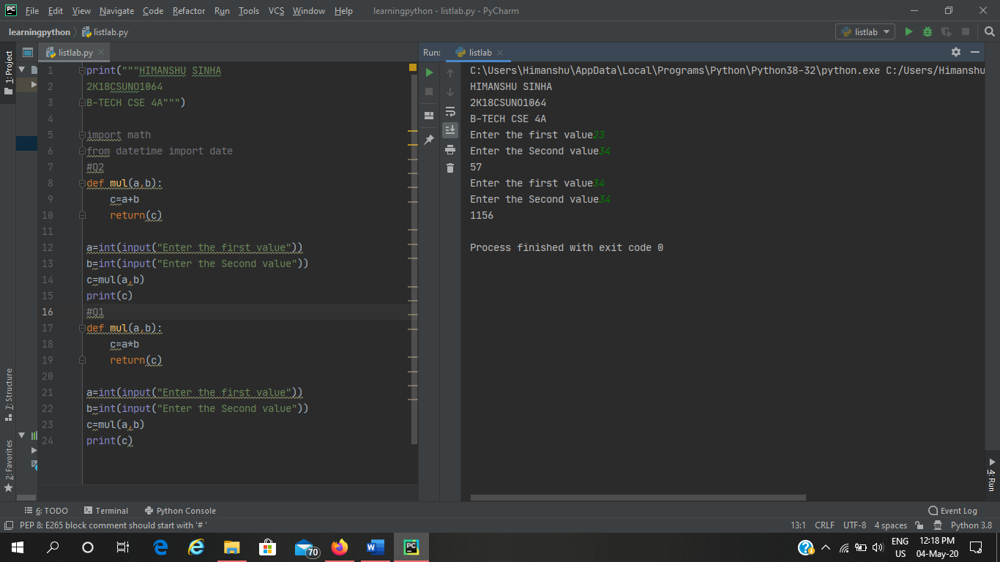 PC File Edit View Navigate Code Refactor Run Tools VCS Window Help learningpython - listlab.py - PyCharm
learningpython listlab.py listlab
1: Project
listlab.py
1 print("""HIMANSHU SINHA
2 2K18CSUNO1064
3 B-TECH CSE 4A""")
4
5 import math
6 from datetime import date
7 #Q2
8 def mul(a,b):
9 c=a+b
10 return(c)
11
12 a=int(input("Enter the first value"))
13 b=int(input("Enter the Second value"))
14 c=mul(a,b)
15 print(c)
16 #Q1
17 def mul(a,b):
18 c=a*b
19 return(c)
20
21 a=int(input("Enter the first value"))
22 b=int(input("Enter the Second value"))
23 c=mul(a,b)
24 print(c)
7: Structure
2: Favorites
Run: listlab
C:\Users\Himanshu\AppData\Local\Programs\Python\Python38-32\python.exe C:/Users/Himanshu
HIMANSHU SINHA
2K18CSUNO1064
B-TECH CSE 4A
Enter the first value23
Enter the Second value34
57
Enter the first value34
Enter the Second value34
1156
Process finished with exit code 0
4: Run
6: TODO Terminal Python Console Event Log
PEP 8: E265 block comment should start with '# ' 13:1 CRLF UTF-8 4 spaces Python 3.8
70 W PC ENG 12:18 PM
US 04-May-20